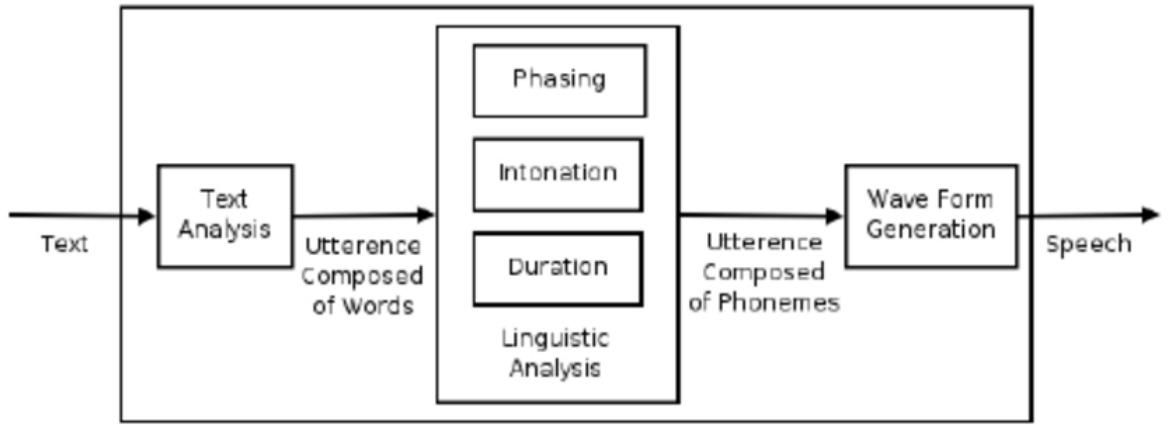 Text
Text
Analysis
Utterence
Composed
of Words
Phasing
Intonation
Duration
Linguistic
Analysis
Utterence
Composed
of Phonemes
Wave Form
Generation
Speech